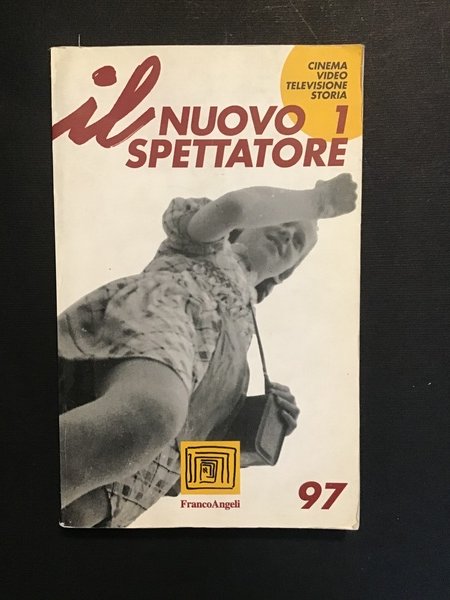 CINEMA
VIDEO
TELEVISIONE
STORIA
il NUOVO 1
SPETTATORE
FrancoAngeli
97